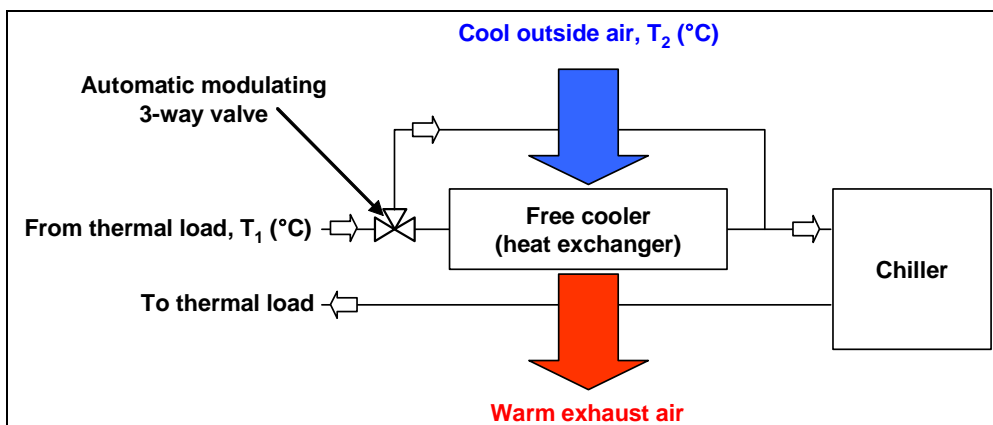 Cool outside air, T₂ (°C)
Automatic modulating
3-way valve
From thermal load, T₁ (°C)
Free cooler
(heat exchanger)
Chiller
To thermal load
Warm exhaust air